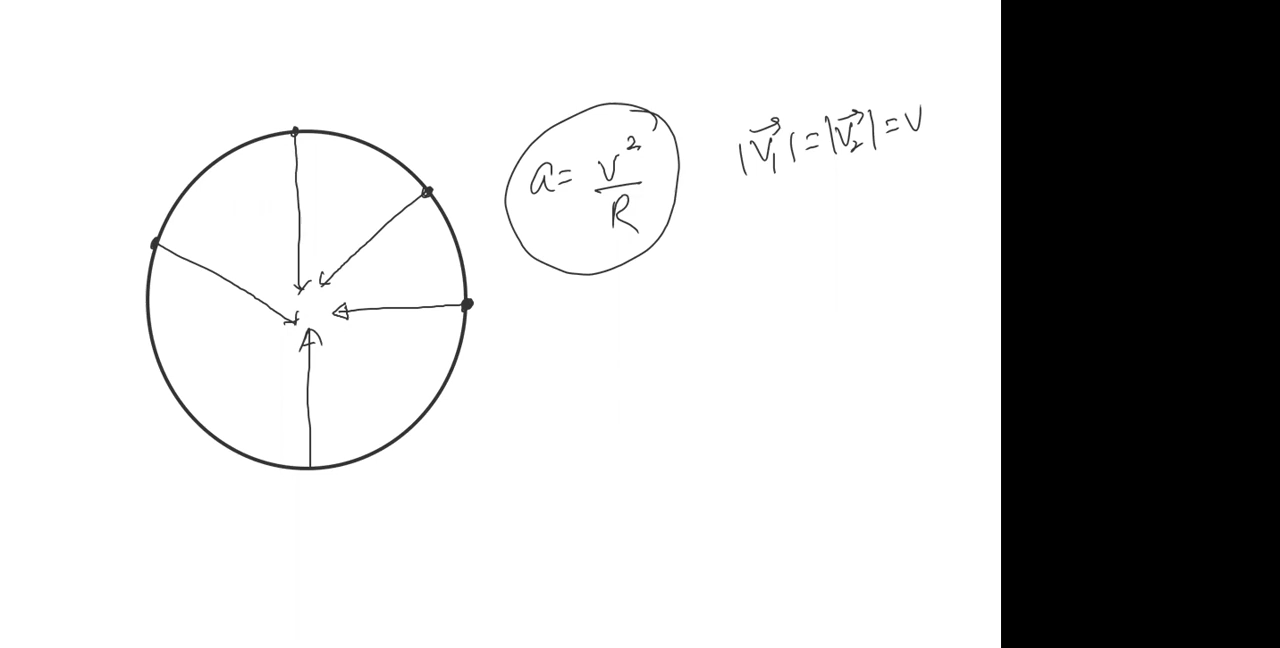 a = v²/R
|v⃗₁| = |v⃗₂| = v